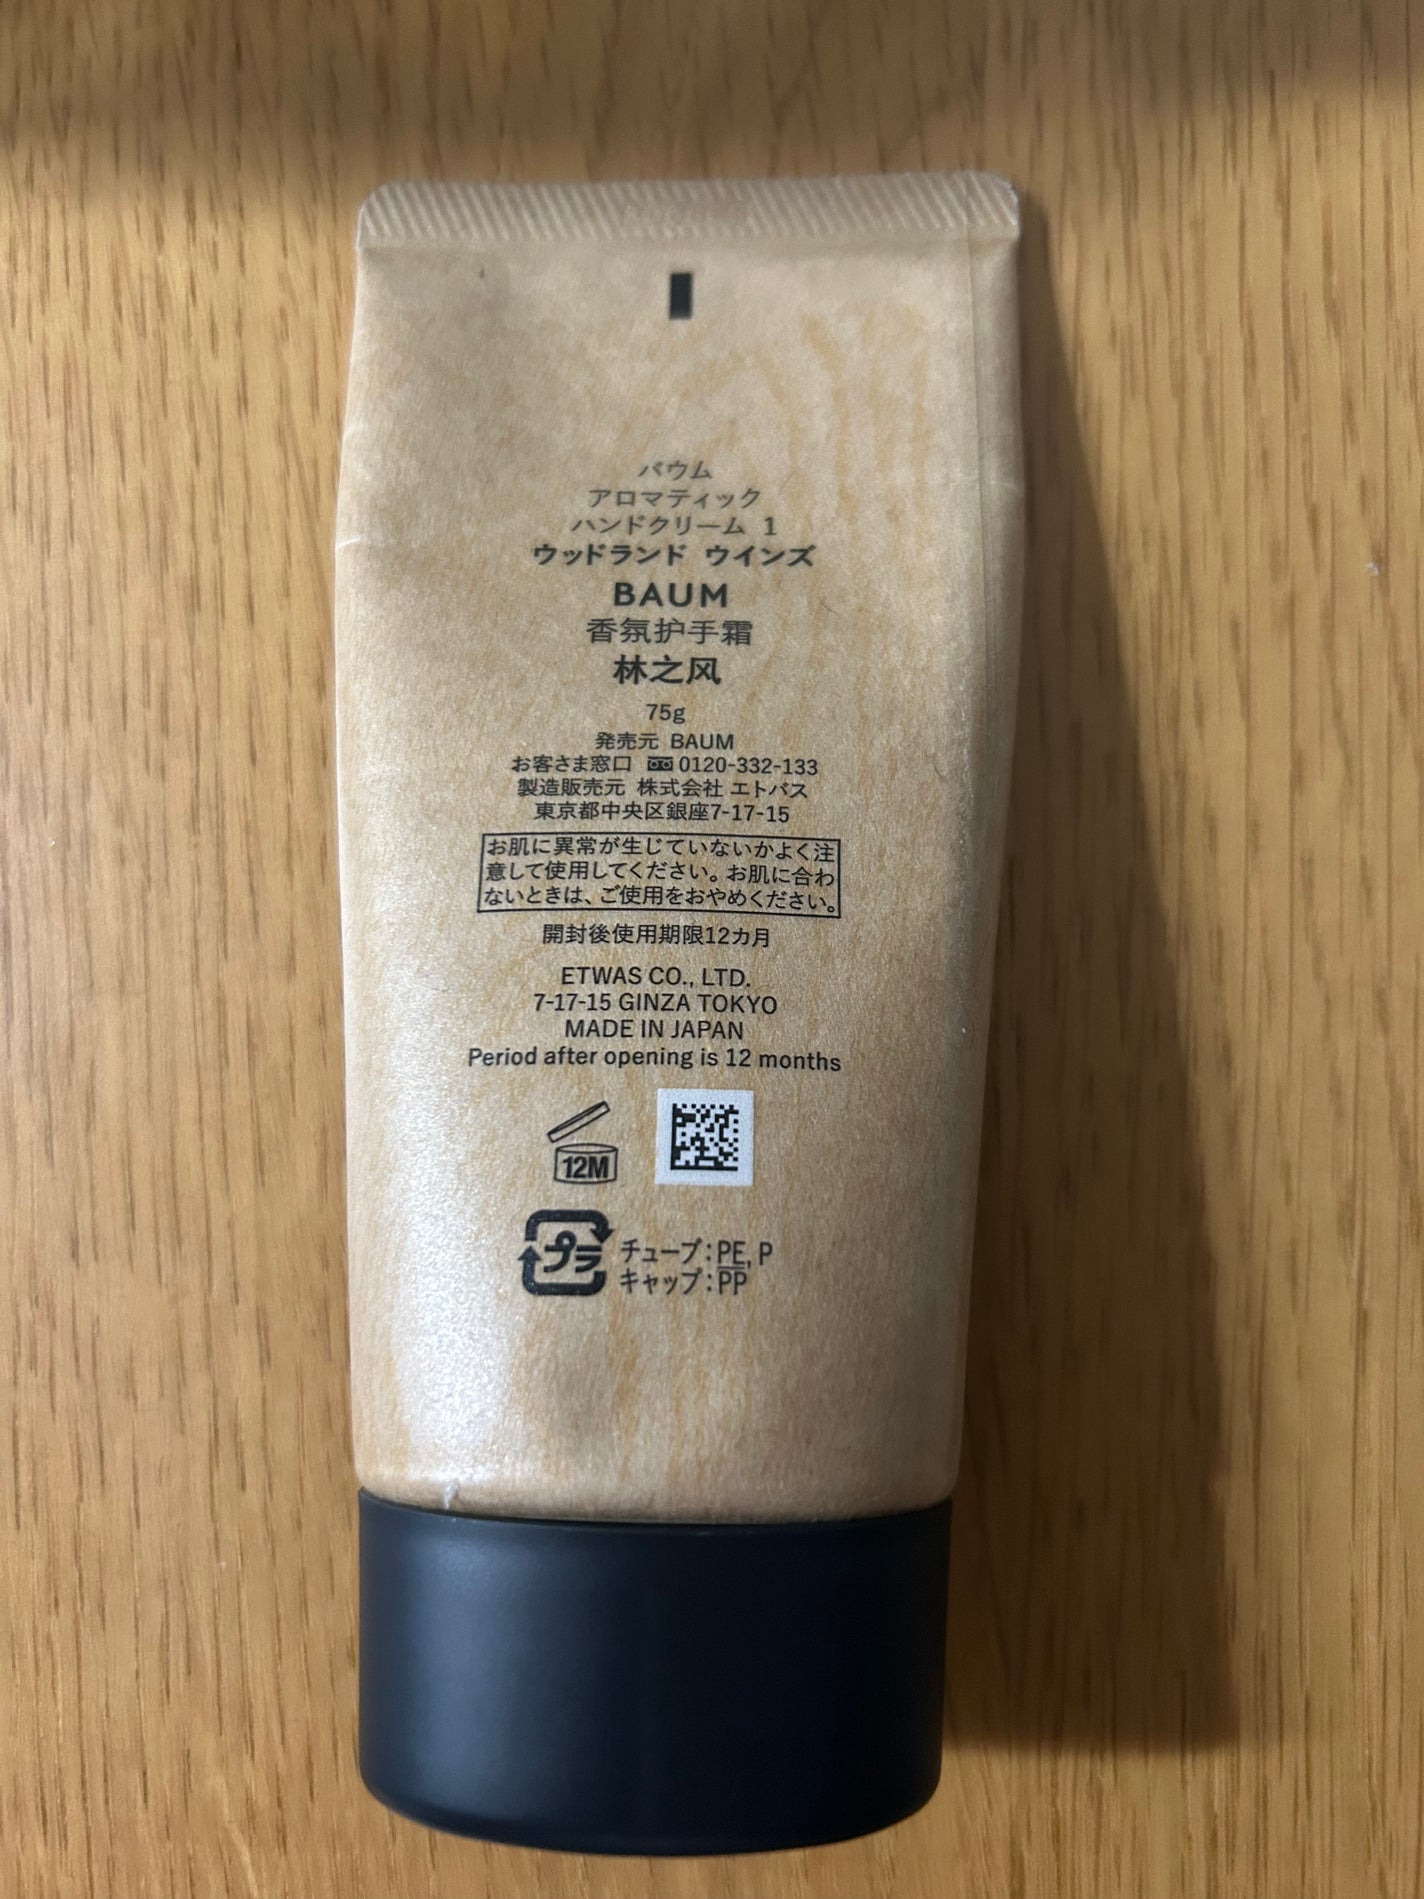 バウム
アロマティック
ハンドクリーム 1
ウッドランド ウインズ
BAUM
香氛护手霜
林之风
75g
発売元 BAUM
お客さま窓口 0120-332-133
製造販売元 株式会社 エトバス
東京都中央区銀座7-17-15
お肌に異常が生じていないかよく注
意して使用してください。お肌に合わ
ないときは、ご使用をおやめください。
開封後使用期限12カ月
ETWAS CO., LTD.
7-17-15 GINZA TOKYO
MADE IN JAPAN
Period after opening is 12 months
12M
プラ チューブ:PE, P
キャップ:PP